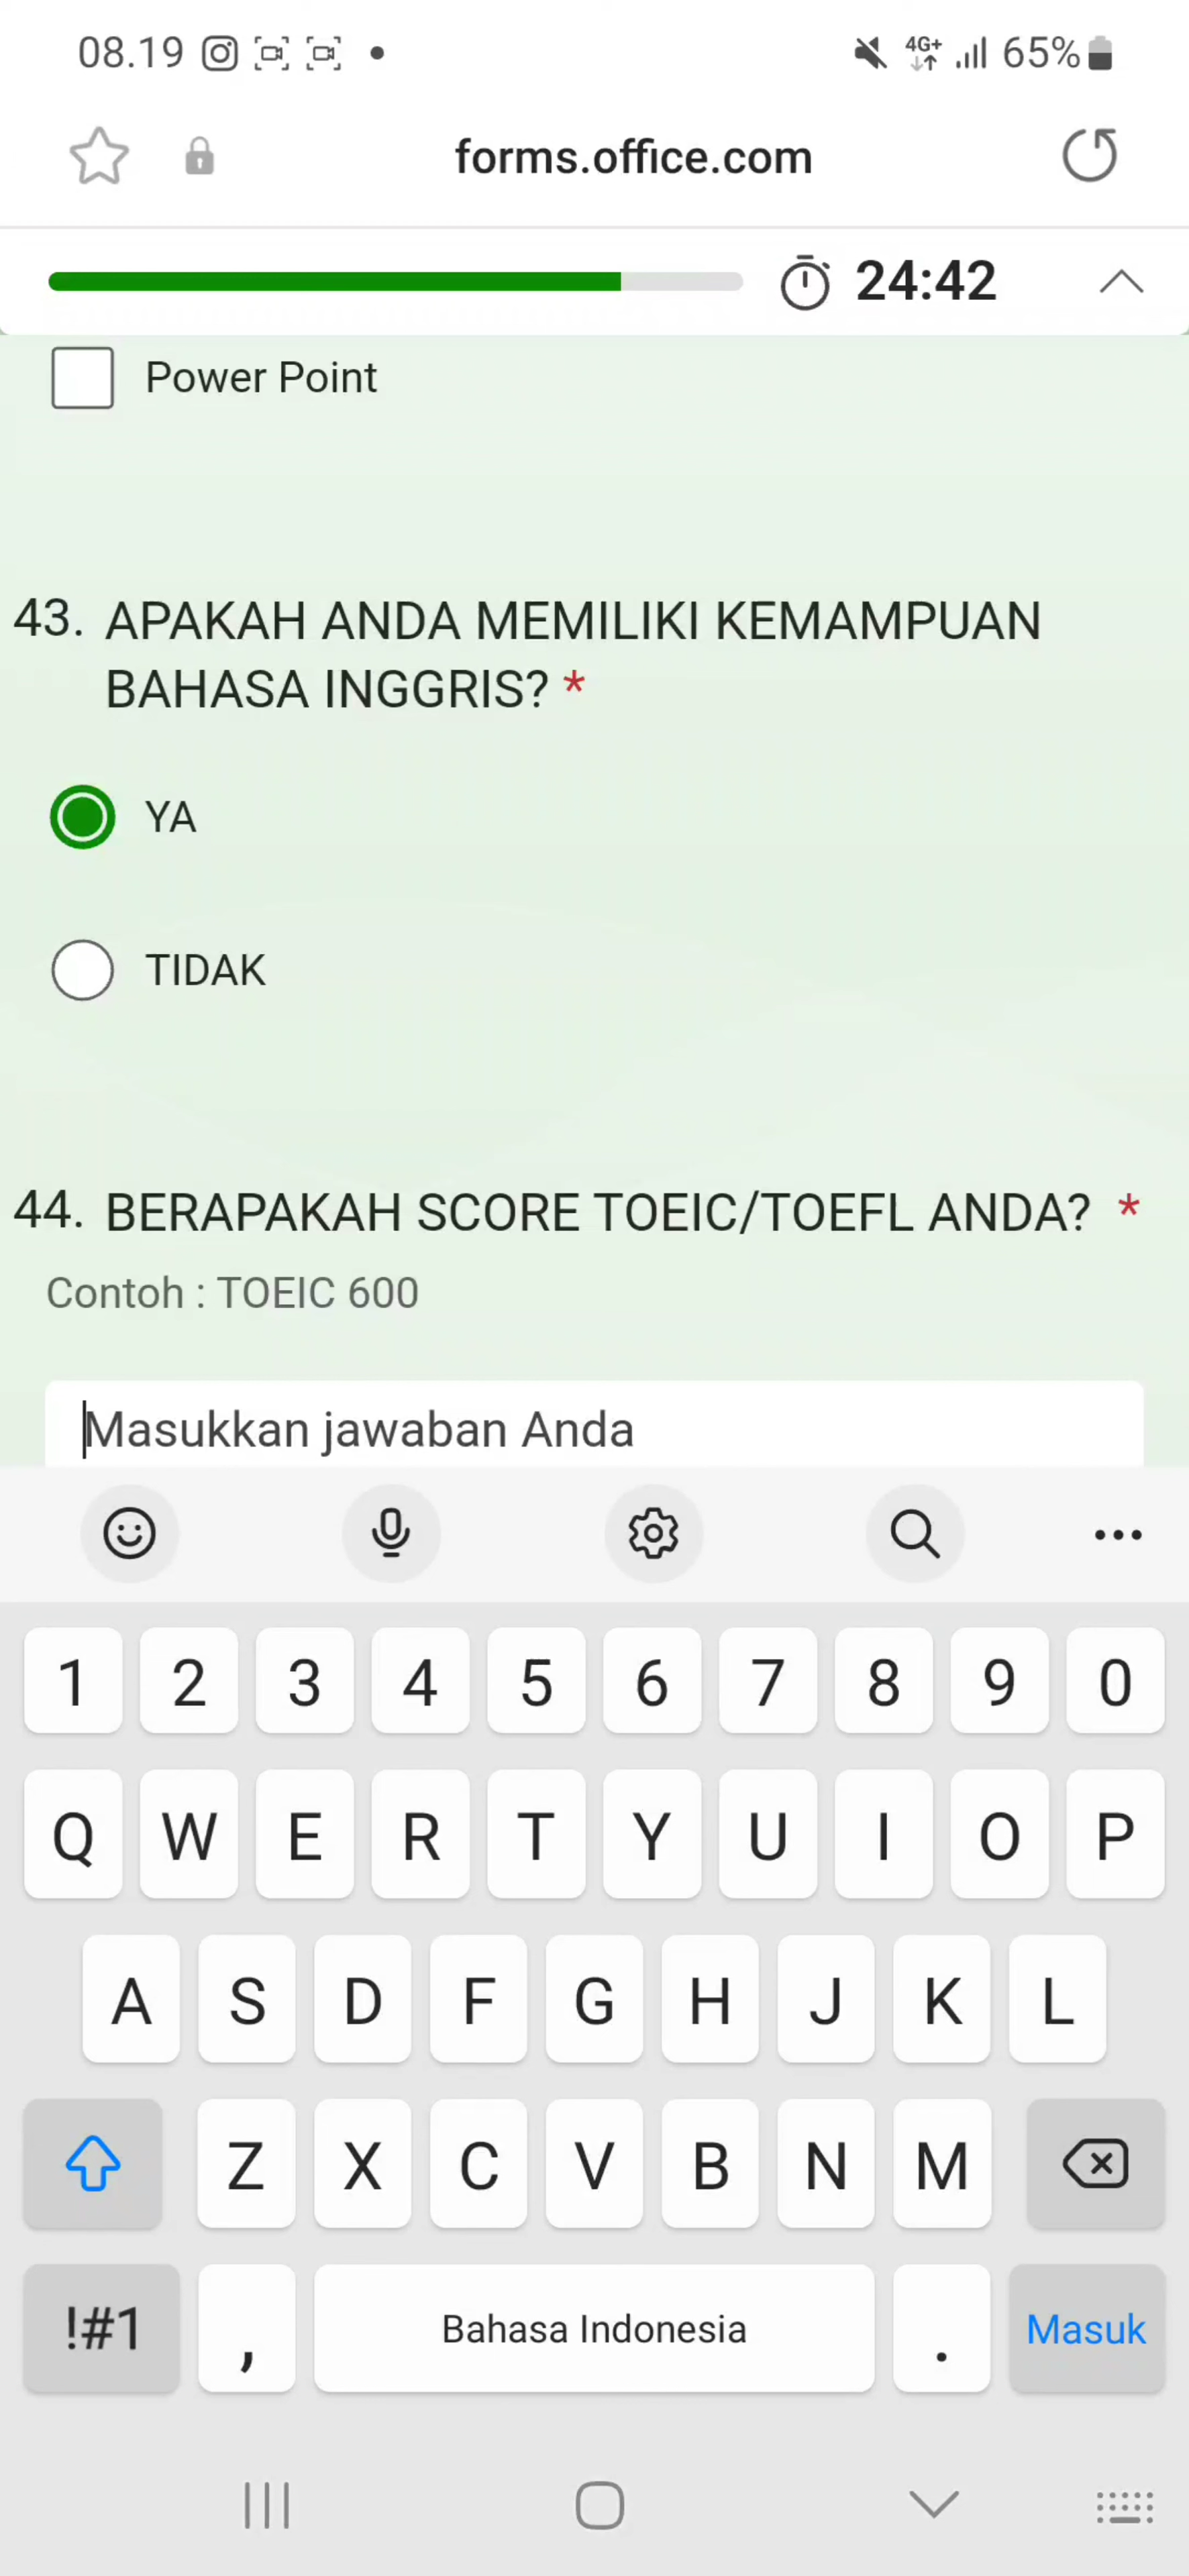 08.19 4G+ 65%
forms.office.com
24:42
Power Point
43. APAKAH ANDA MEMILIKI KEMAMPUAN
BAHASA INGGRIS? *
YA
TIDAK
44. BERAPAKAH SCORE TOEIC/TOEFL ANDA? *
Contoh : TOEIC 600
Masukkan jawaban Anda
1 2 3 4 5 6 7 8 9 0
Q W E R T Y U I O P
A S D F G H J K L
Z X C V B N M
!#1 , Bahasa Indonesia . Masuk